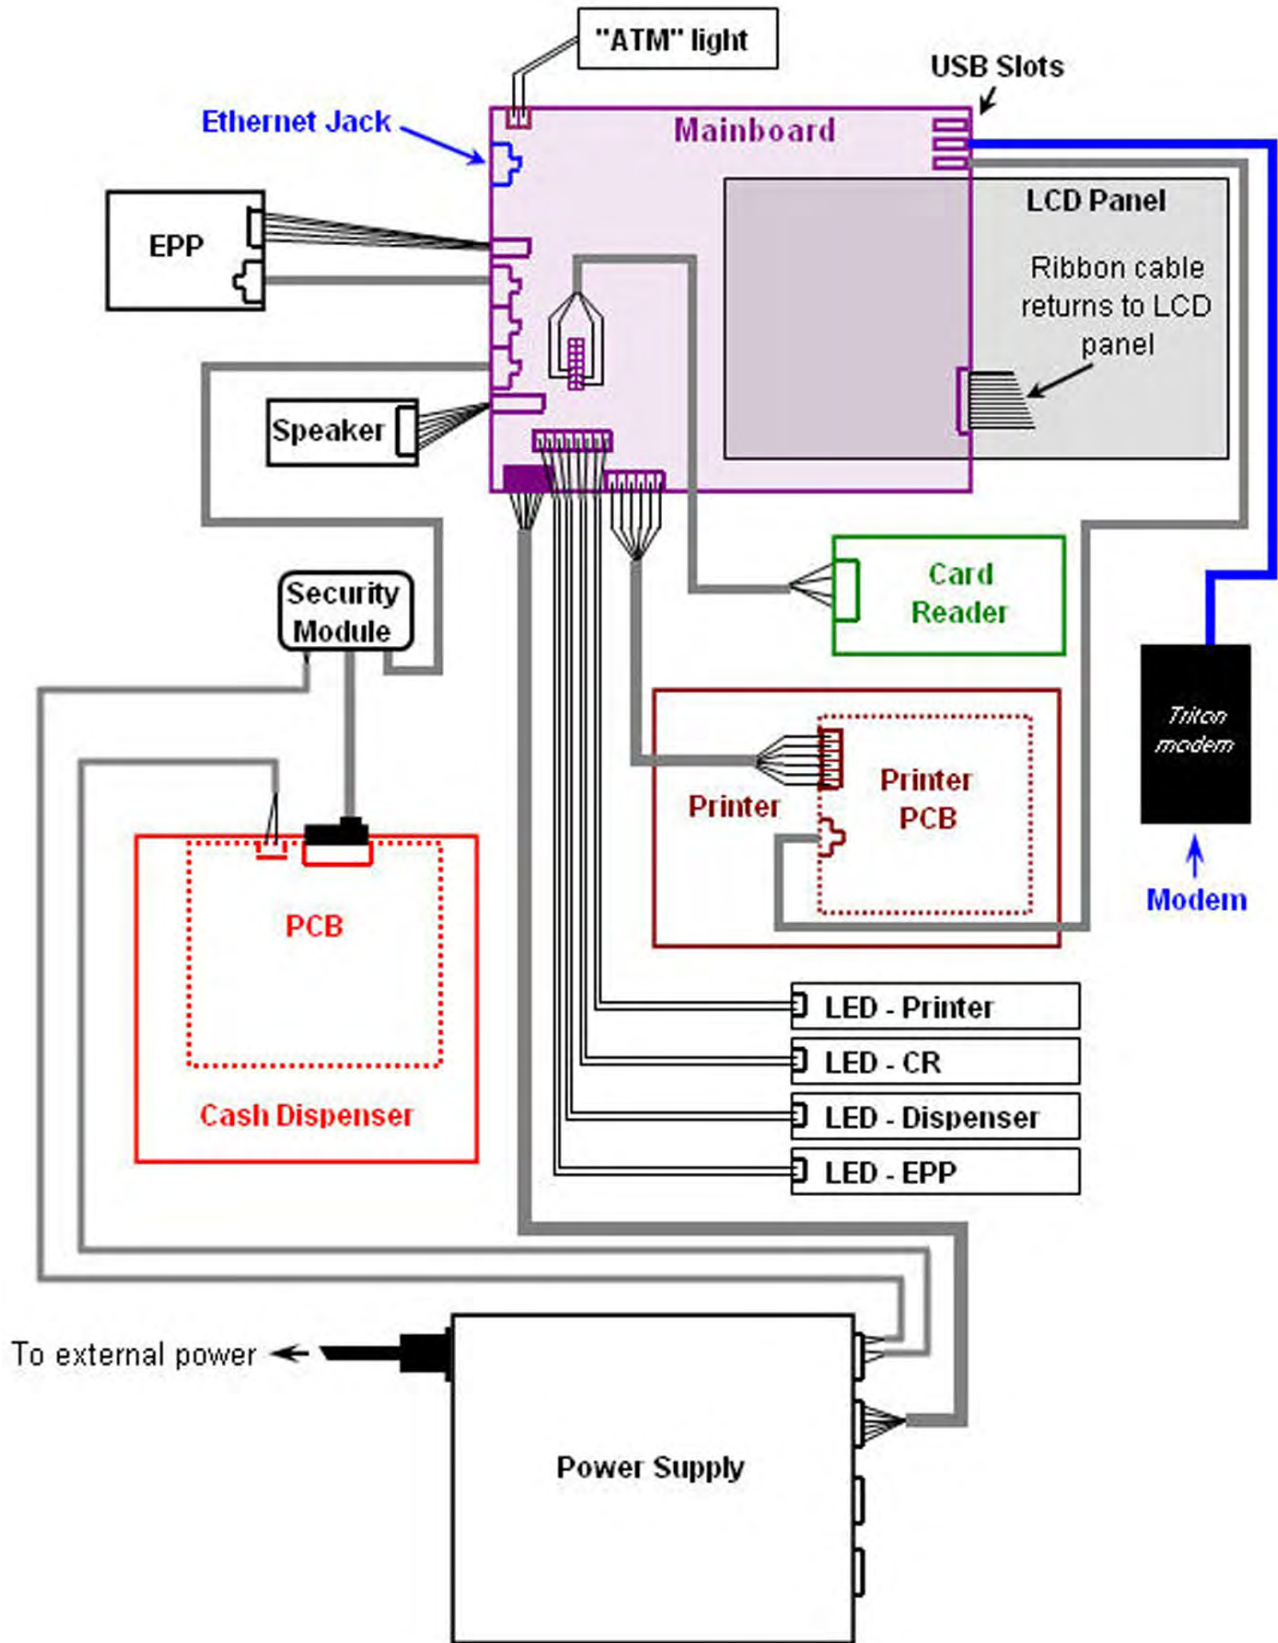 "ATM" light
USB Slots
Ethernet Jack
Mainboard
LCD Panel
EPP
Ribbon cable
returns to LCD
panel
Speaker
Card
Reader
Security
Module
Triton
modem
Printer
PCB
Printer
Modem
PCB
LED - Printer
LED - CR
Cash Dispenser
LED - Dispenser
LED - EPP
To external power
Power Supply